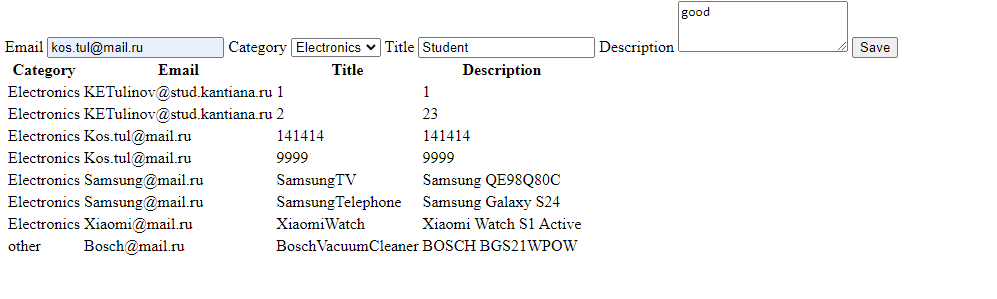 good
Email kos.tul@mail.ru Category Electronics Title Student Description Save
Category Email Title Description
Electronics KETulinov@stud.kantiana.ru 1 1
Electronics KETulinov@stud.kantiana.ru 2 23
Electronics Kos.tul@mail.ru 141414 141414
Electronics Kos.tul@mail.ru 9999 9999
Electronics Samsung@mail.ru SamsungTV Samsung QE98Q80C
Electronics Samsung@mail.ru SamsungTelephone Samsung Galaxy S24
Electronics Xiaomi@mail.ru XiaomiWatch Xiaomi Watch S1 Active
other Bosch@mail.ru BoschVacuumCleaner BOSCH BGS21WPOW